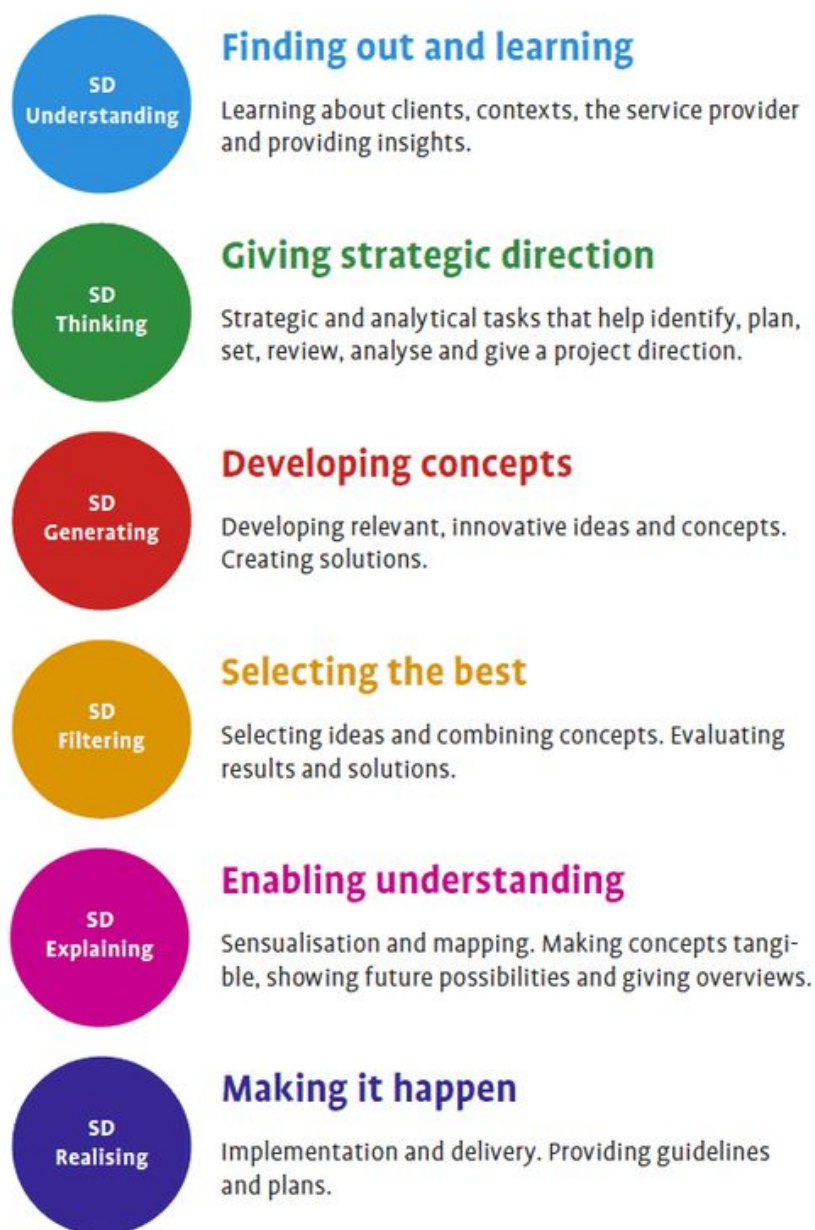 SD
Understanding
Finding out and learning
Learning about clients, contexts, the service provider
and providing insights.
SD
Thinking
Giving strategic direction
Strategic and analytical tasks that help identify, plan,
set, review, analyse and give a project direction.
SD
Generating
Developing concepts
Developing relevant, innovative ideas and concepts.
Creating solutions.
SD
Filtering
Selecting the best
Selecting ideas and combining concepts. Evaluating
results and solutions.
SD
Explaining
Enabling understanding
Sensualisation and mapping. Making concepts tangi-
ble, showing future possibilities and giving overviews.
SD
Realising
Making it happen
Implementation and delivery. Providing guidelines
and plans.